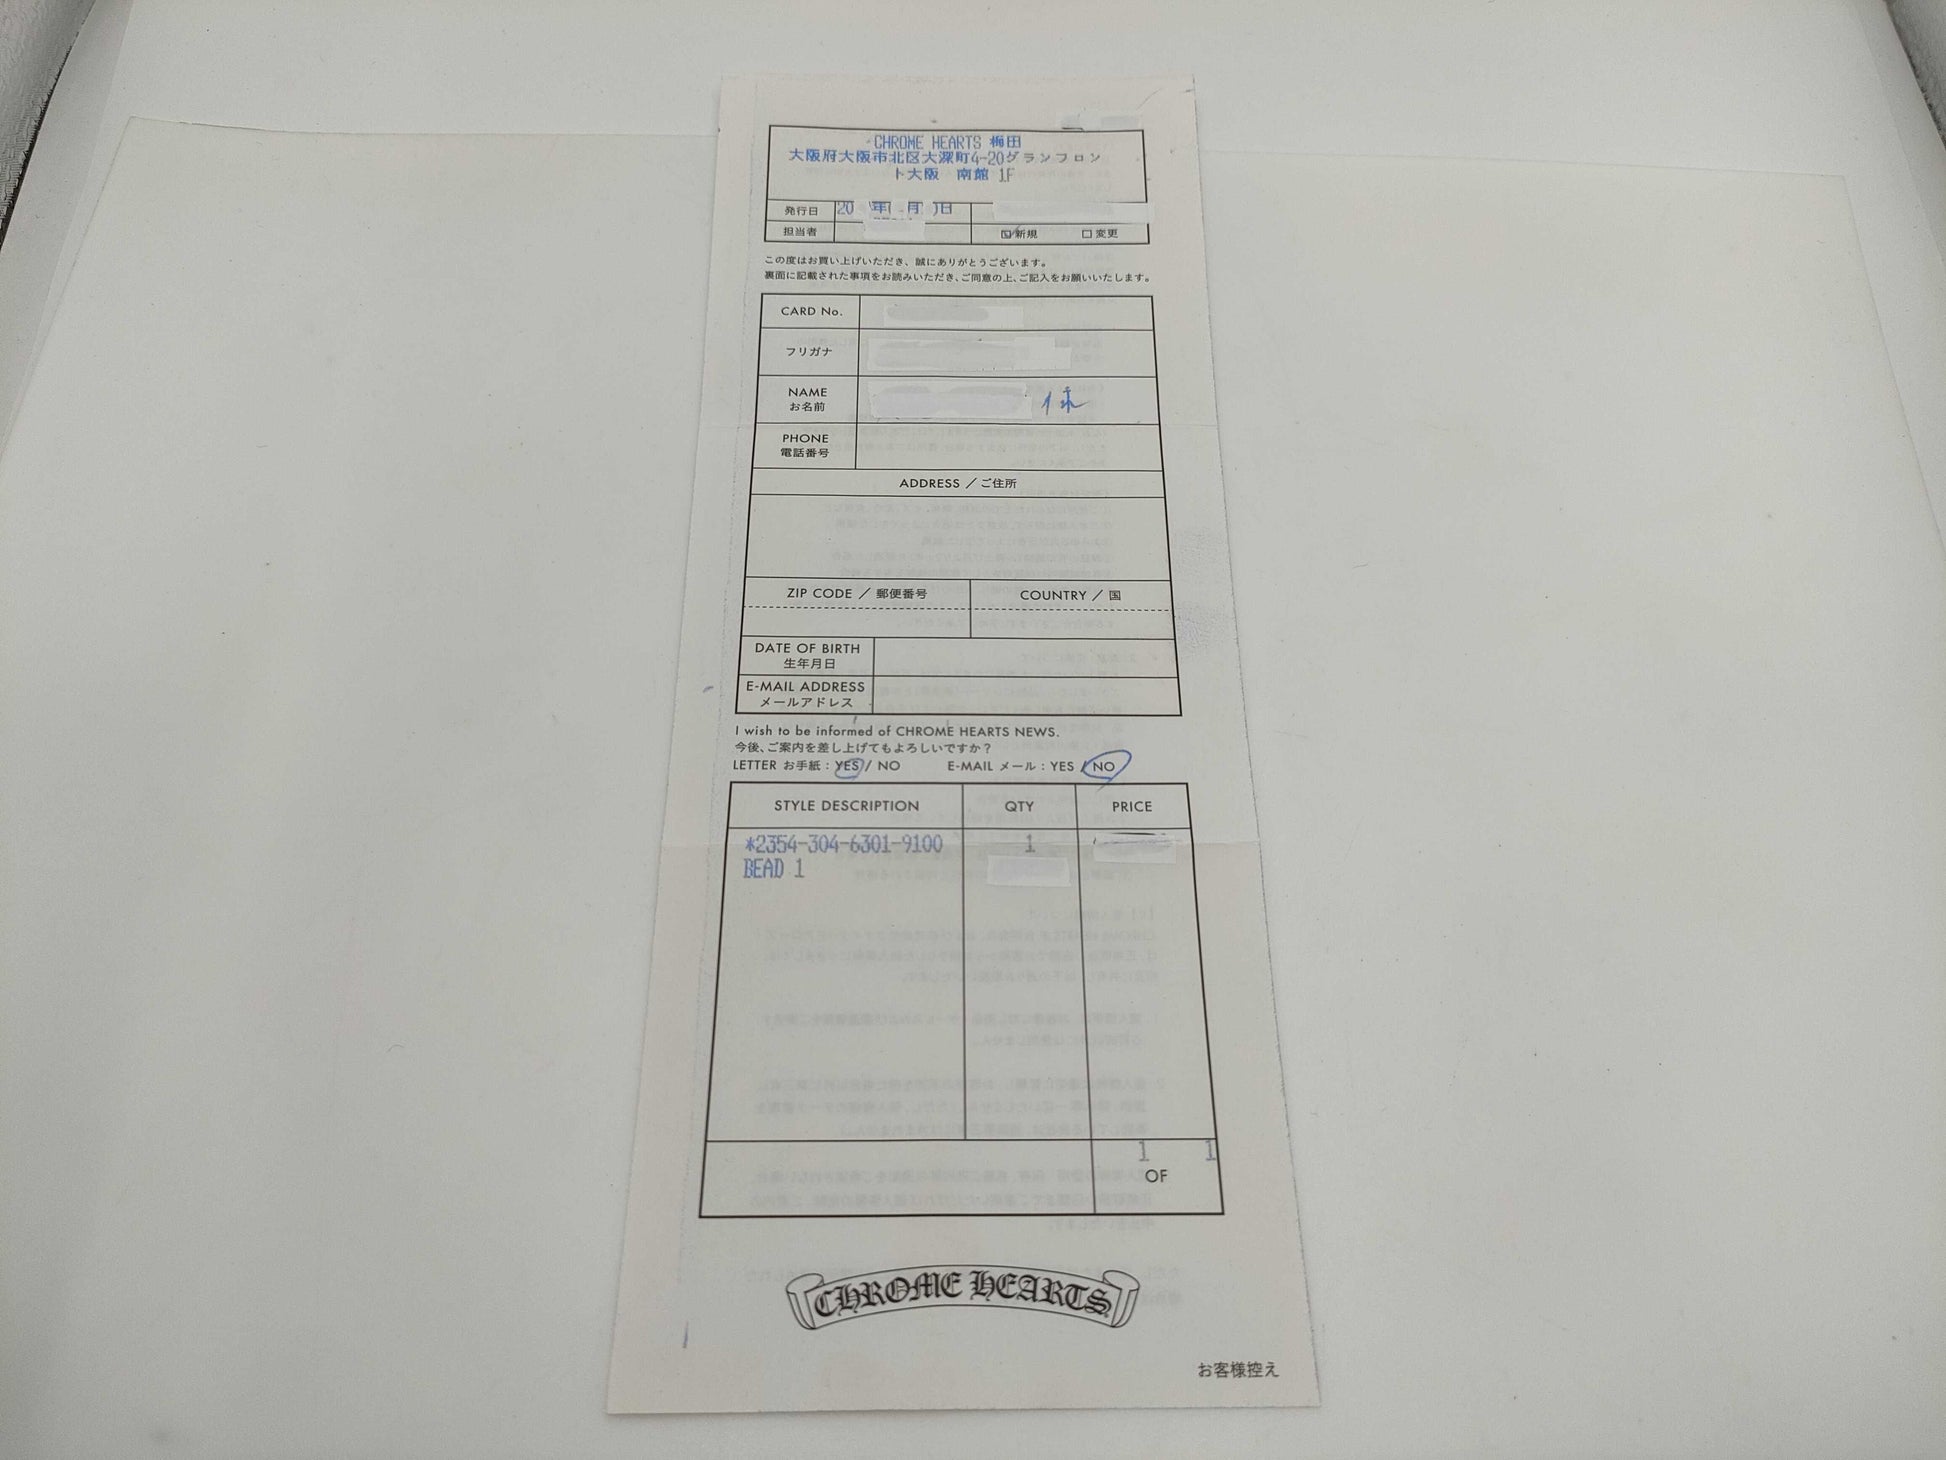 CHROME HEARTS 梅田
大阪府大阪市北区大深町4-20グランフロン
ト大阪 南館 1F
発行日 20 年 月 日
担当者 新規 変更
この度はお買い上げいただき、誠にありがとうございます。
裏面に記載された事項をお読みいただき、ご同意の上、ご記入をお願いいたします。
CARD No.
フリガナ
NAME
お名前
様
PHONE
電話番号
ADDRESS / ご住所
ZIP CODE / 郵便番号 COUNTRY / 国
DATE OF BIRTH
生年月日
E-MAIL ADDRESS
メールアドレス
I wish to be informed of CHROME HEARTS NEWS.
今後、ご案内を差し上げてもよろしいですか?
LETTER お手紙 : YES / NO E-MAIL メール : YES / NO
STYLE DESCRIPTION QTY PRICE
*2354-304-6301-9100 1
BEAD 1
1 1
OF
CHROME HEARTS
お客様控え